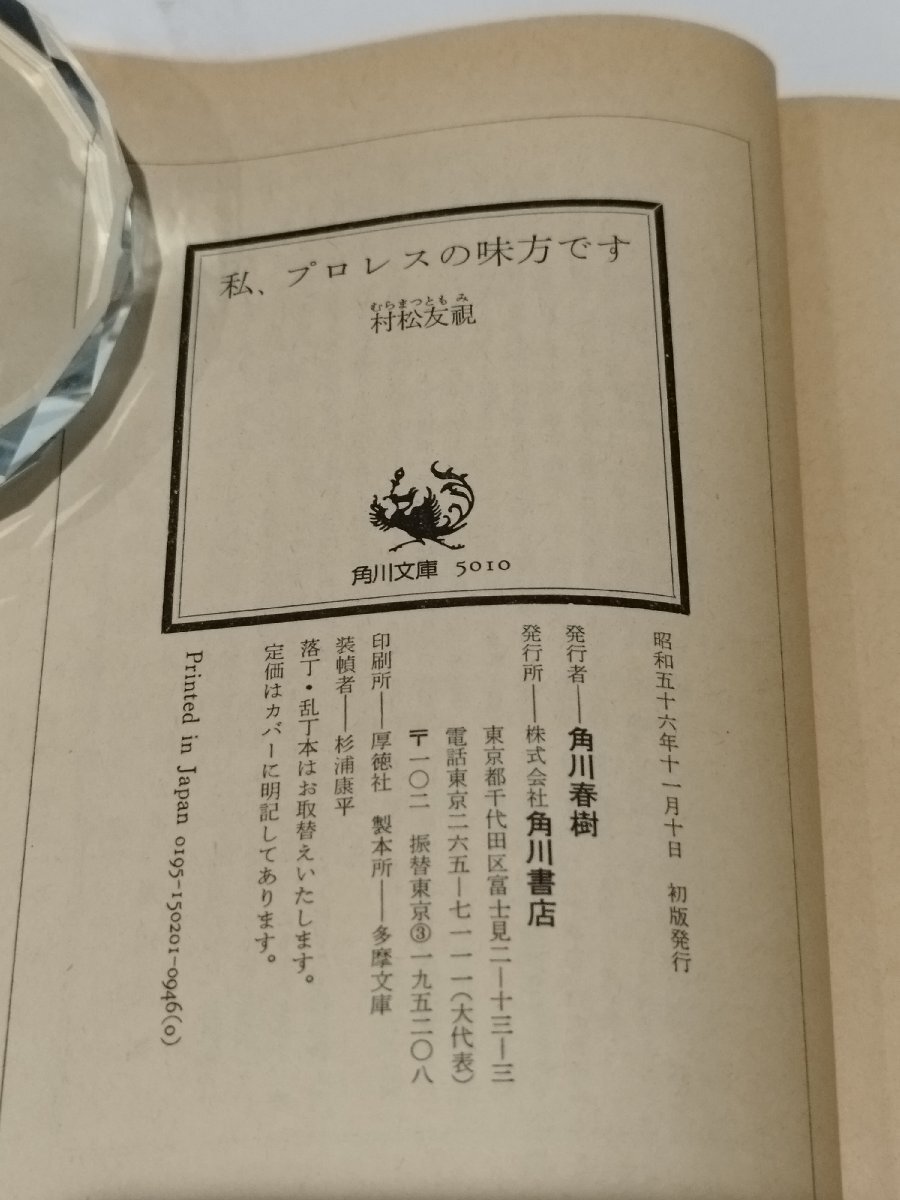 私、プロレスの味方です
むらまつともみ
村松友視
角川文庫 5010
昭和五十六年十一月十日 初版発行
発行者——角川春樹
発行所——株式会社角川書店
東京都千代田区富士見二—十三—三
電話東京二六五—七一一一(大代表)
〒一〇二 振替東京③一九五二〇八
印刷所——厚徳社 製本所——多摩文庫
装幀者——杉浦康平
落丁・乱丁本はお取替えいたします。
定価はカバーに明記してあります。
Printed in Japan 0195-150201-0946(0)